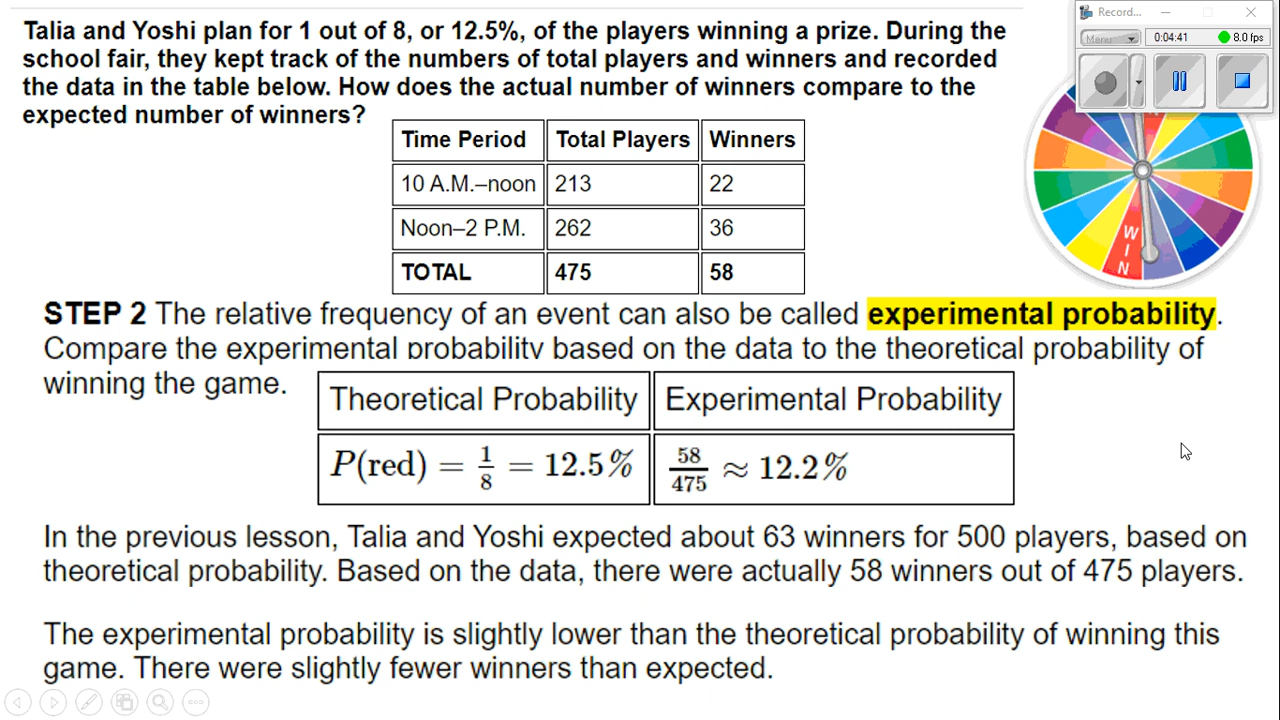 Talia and Yoshi plan for 1 out of 8, or 12.5%, of the players winning a prize. During the
school fair, they kept track of the numbers of total players and winners and recorded
the data in the table below. How does the actual number of winners compare to the
expected number of winners?
Record...
Menu
0:04:41
8.0 fps
Time Period Total Players Winners
10 A.M.–noon 213 22
Noon–2 P.M. 262 36
TOTAL 475 58
WIN
STEP 2 The relative frequency of an event can also be called experimental probability.
Compare the experimental probability based on the data to the theoretical probability of
winning the game.
Theoretical Probability Experimental Probability
P(red) = 1/8 = 12.5% 58/475 ≈ 12.2%
In the previous lesson, Talia and Yoshi expected about 63 winners for 500 players, based on
theoretical probability. Based on the data, there were actually 58 winners out of 475 players.
The experimental probability is slightly lower than the theoretical probability of winning this
game. There were slightly fewer winners than expected.